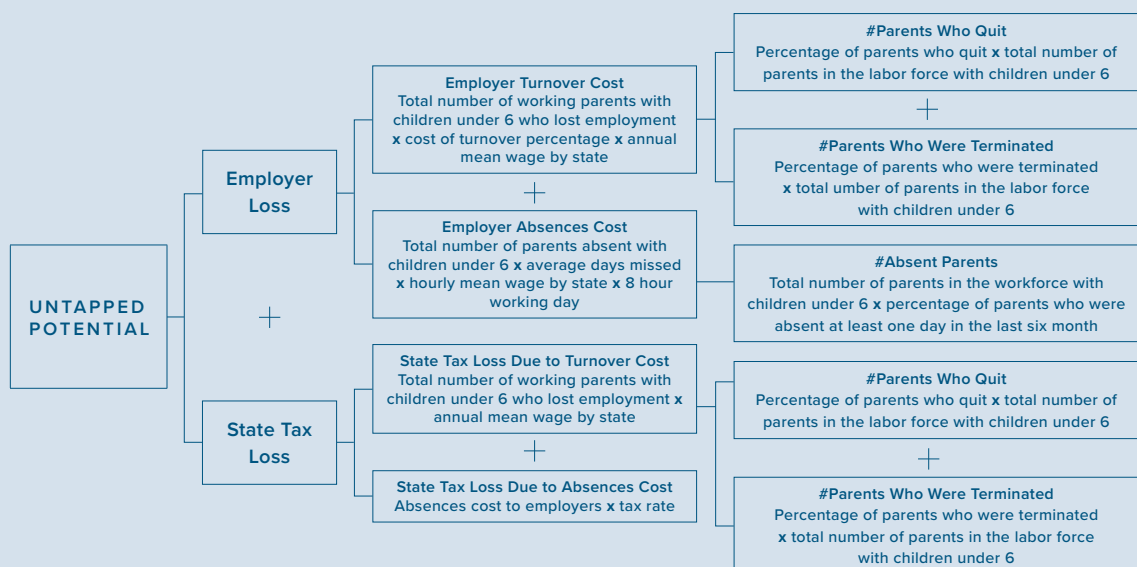 UNTAPPED
POTENTIAL
+
Employer
Loss
State Tax
Loss
Employer Turnover Cost
Total number of working parents with
children under 6 who lost employment
x cost of turnover percentage x annual
mean wage by state
+
Employer Absences Cost
Total number of parents absent with
children under 6 x average days missed
x hourly mean wage by state x 8 hour
working day
State Tax Loss Due to Turnover Cost
Total number of working parents with
children under 6 who lost employment x
annual mean wage by state
+
State Tax Loss Due to Absences Cost
Absences cost to employers x tax rate
#Parents Who Quit
Percentage of parents who quit x total number of
parents in the labor force with children under 6
+
#Parents Who Were Terminated
Percentage of parents who were terminated
x total umber of parents in the labor force
with children under 6
#Absent Parents
Total number of parents in the workforce with
children under 6 x percentage of parents who were
absent at least one day in the last six month
#Parents Who Quit
Percentage of parents who quit x total number of
parents in the labor force with children under 6
+
#Parents Who Were Terminated
Percentage of parents who were terminated
x total number of parents in the labor force
with children under 6